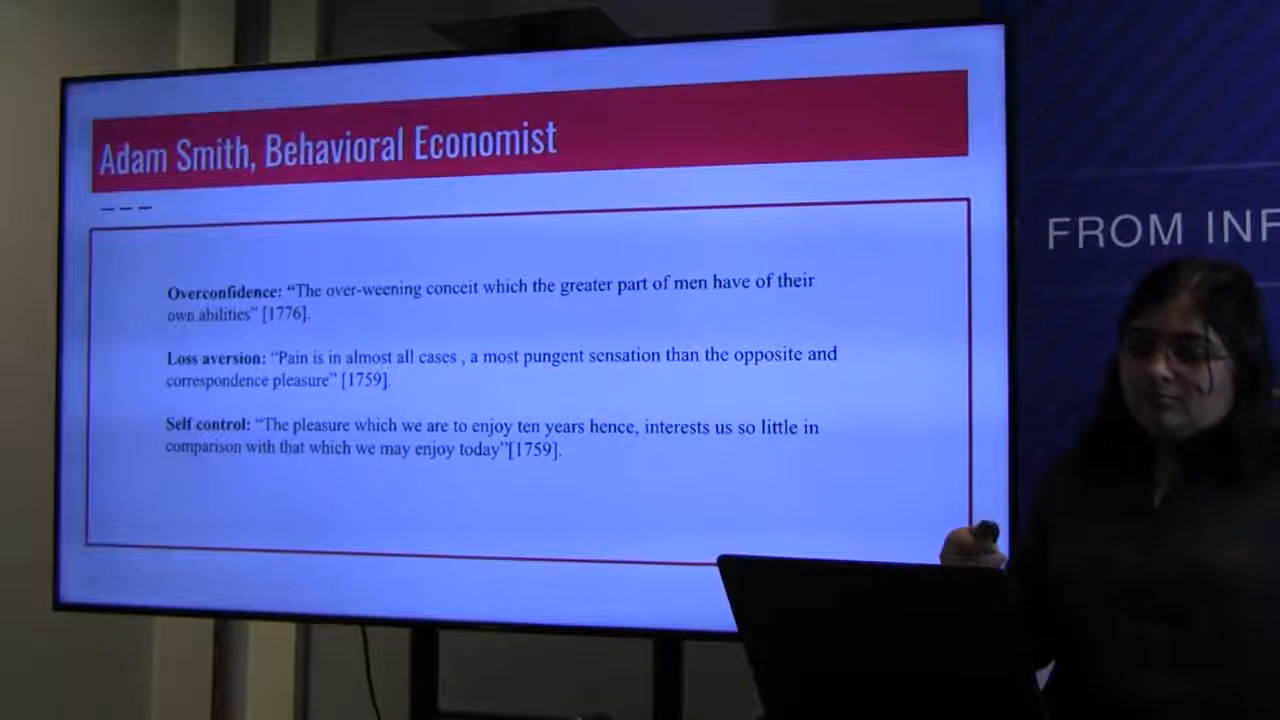 Adam Smith, Behavioral Economist
Overconfidence: “The over-weening conceit which the greater part of men have of their
own abilities” [1776].
Loss aversion: “Pain is in almost all cases , a most pungent sensation than the opposite and
correspondence pleasure” [1759].
Self control: “The pleasure which we are to enjoy ten years hence, interests us so little in
comparison with that which we may enjoy today”[1759].
FROM INF